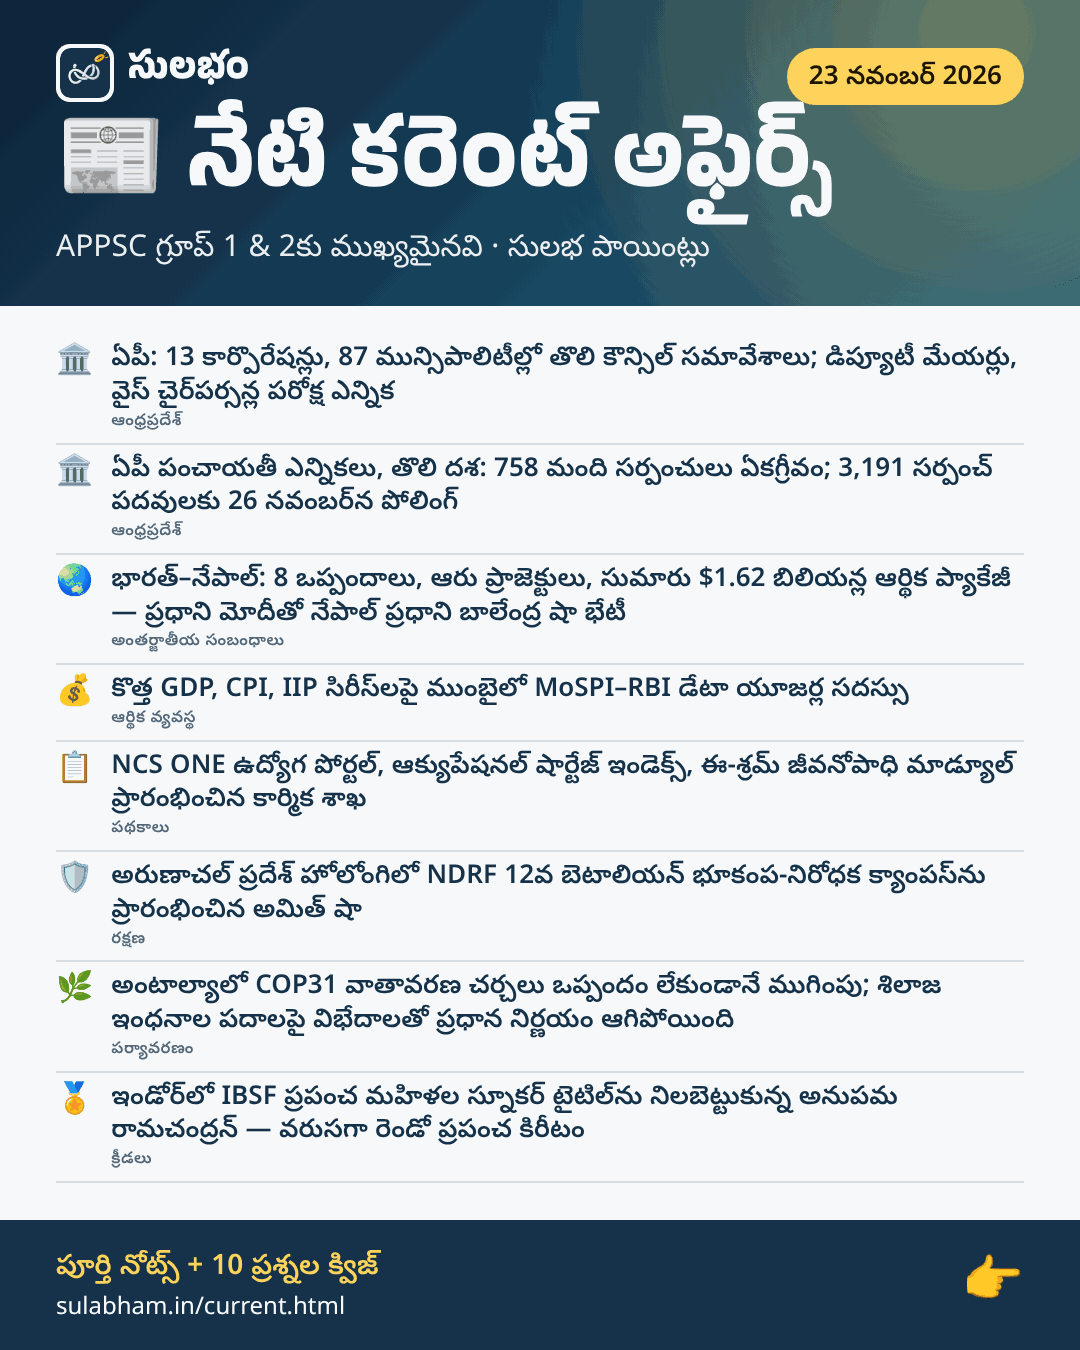 సులభం
23 నవంబర్ 2026
నేటి కరెంట్ అఫైర్స్
APPSC గ్రూప్ 1 & 2కు ముఖ్యమైనవి · సులభ పాయింట్లు
ఏపీ: 13 కార్పొరేషన్లు, 87 మున్సిపాలిటీల్లో తొలి కౌన్సిల్ సమావేశాలు; డిప్యూటీ మేయర్లు,
వైస్ చైర్‌పర్సన్ల పరోక్ష ఎన్నిక
ఆంధ్రప్రదేశ్
ఏపీ పంచాయతీ ఎన్నికలు, తొలి దశ: 758 మంది సర్పంచులు ఏకగ్రీవం; 3,191 సర్పంచ్
పదవులకు 26 నవంబర్‌న పోలింగ్
ఆంధ్రప్రదేశ్
భారత్–నేపాల్: 8 ఒప్పందాలు, ఆరు ప్రాజెక్టులు, సుమారు $1.62 బిలియన్ల ఆర్థిక ప్యాకేజీ
— ప్రధాని మోదీతో నేపాల్ ప్రధాని బాలేంద్ర షా భేటీ
అంతర్జాతీయ సంబంధాలు
కొత్త GDP, CPI, IIP సిరీస్‌లపై ముంబైలో MoSPI–RBI డేటా యూజర్ల సదస్సు
ఆర్థిక వ్యవస్థ
NCS ONE ఉద్యోగ పోర్టల్, ఆక్యుపేషనల్ షార్టేజ్ ఇండెక్స్, ఈ-శ్రమ్ జీవనోపాధి మాడ్యూల్
ప్రారంభించిన కార్మిక శాఖ
పథకాలు
అరుణాచల్ ప్రదేశ్ హోలోంగిలో NDRF 12వ బెటాలియన్ భూకంప-నిరోధక క్యాంపస్‌ను
ప్రారంభించిన అమిత్ షా
రక్షణ
అంటాల్యాలో COP31 వాతావరణ చర్చలు ఒప్పందం లేకుండానే ముగింపు; శిలాజ
ఇంధనాల పదాలపై విభేదాలతో ప్రధాన నిర్ణయం ఆగిపోయింది
పర్యావరణం
ఇండోర్‌లో IBSF ప్రపంచ మహిళల స్నూకర్ టైటిల్‌ను నిలబెట్టుకున్న అనుపమ
రామచంద్రన్ — వరుసగా రెండో ప్రపంచ కిరీటం
క్రీడలు
పూర్తి నోట్స్ + 10 ప్రశ్నల క్విజ్
sulabham.in/current.html